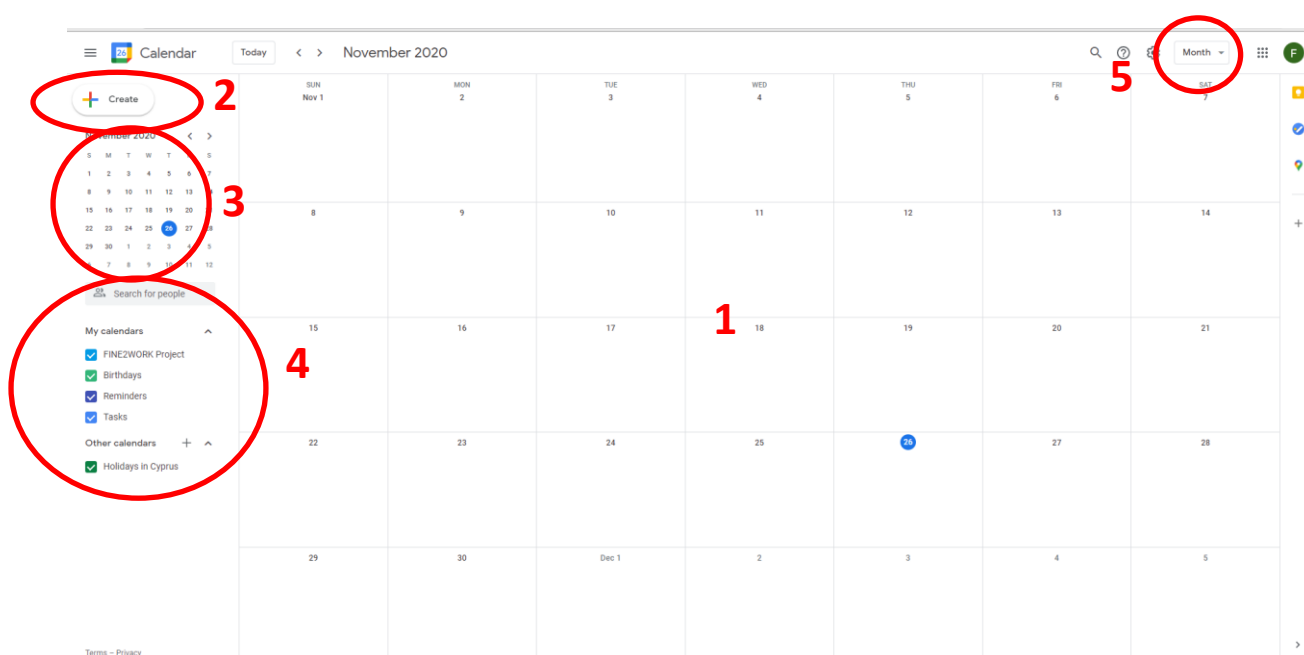 26 Calendar Today November 2020 Month F
5
Create 2
SUN MON TUE WED THU FRI SAT
Nov 1 2 3 4 5 6 7
November 2020
S M T W T S
1 2 3 4 5 6 7
8 9 10 11 12 13
15 16 17 18 19 20
22 23 24 25 26 27 28
29 30 1 2 3 4 5
6 7 8 9 10 11 12
3
8 9 10 11 12 13 14
Search for people
1
15 16 17 18 19 20 21
My calendars
FINE2WORK Project
Birthdays
Reminders
Tasks
4
Other calendars
Holidays in Cyprus
22 23 24 25 26 27 28
29 30 Dec 1 2 3 4 5
Terms – Privacy